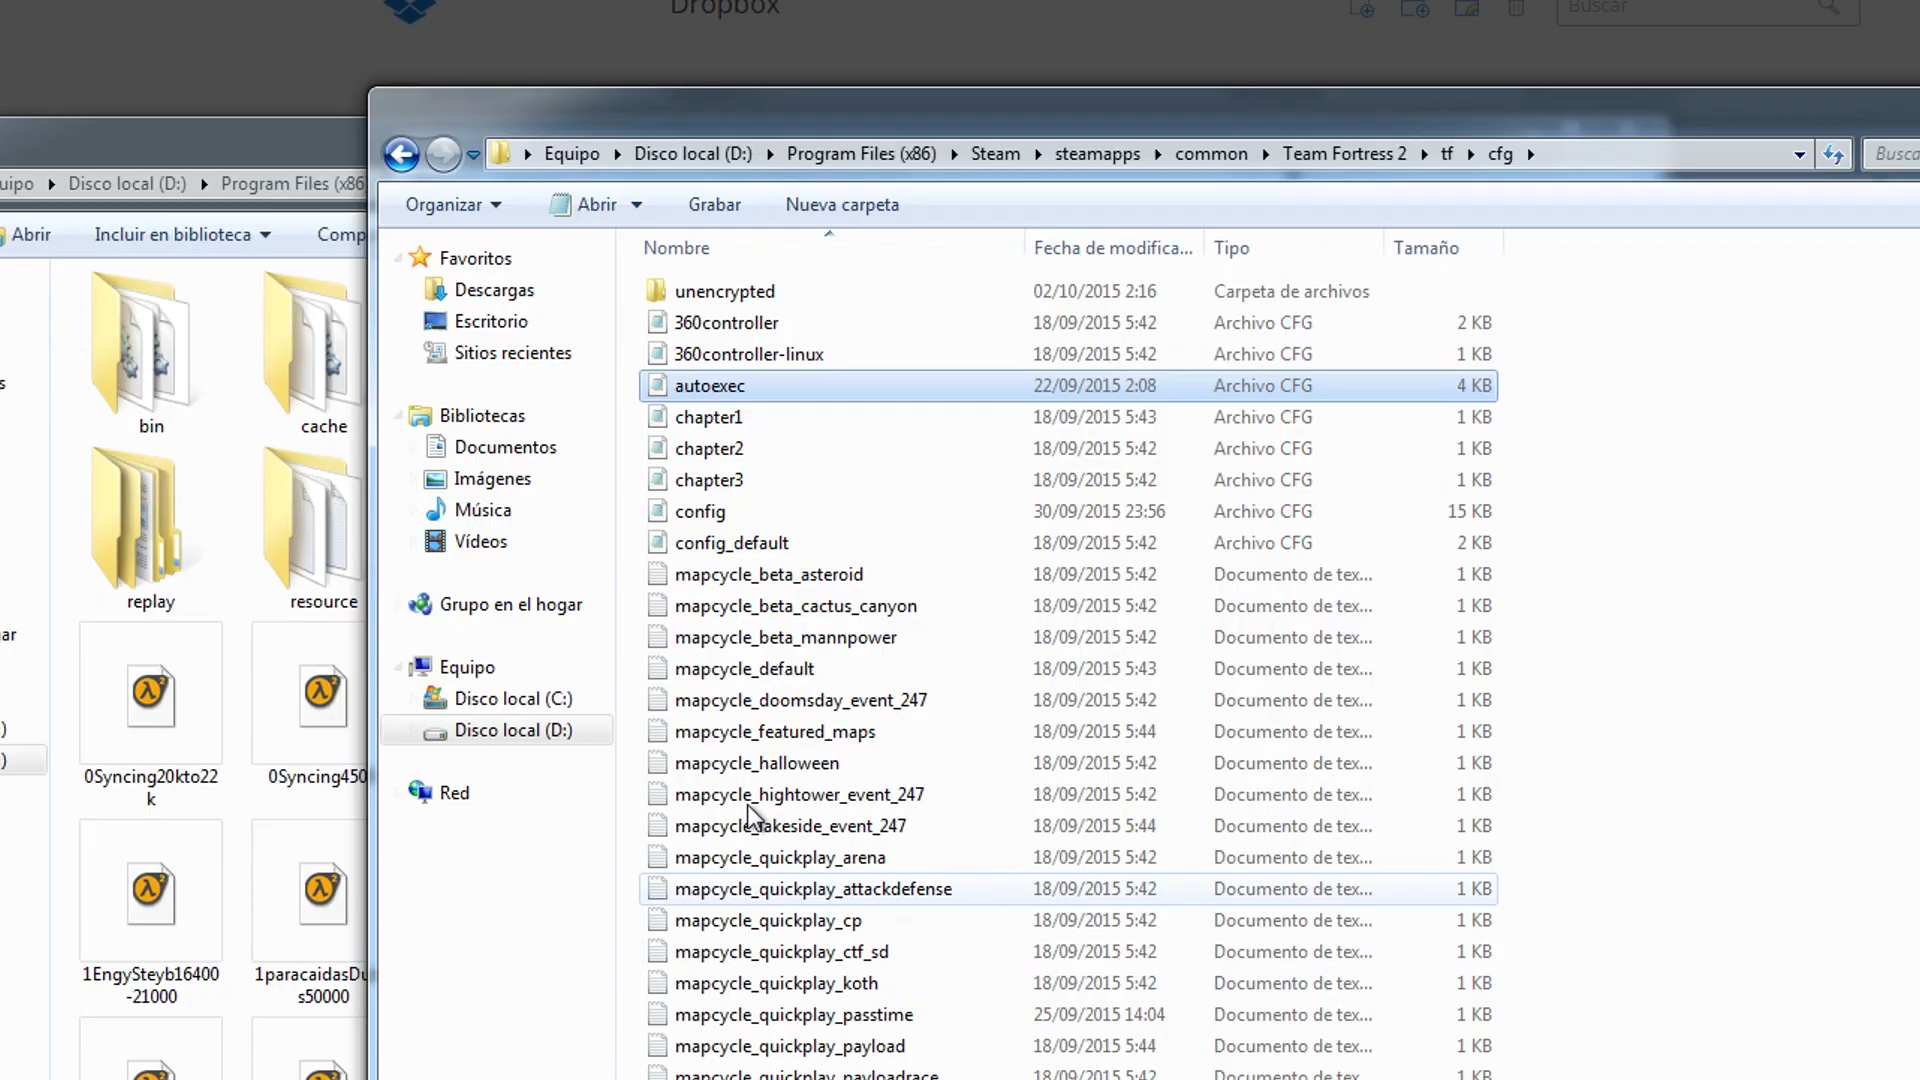 Dropbox
Buscar
Equipo Disco local (D:) Program Files (x86) Steam steamapps common Team Fortress 2 tf cfg
Organizar Abrir Grabar Nueva carpeta
Nombre Fecha de modifica... Tipo Tamaño
unencrypted 02/10/2015 2:16 Carpeta de archivos
360controller 18/09/2015 5:42 Archivo CFG 2 KB
360controller-linux 18/09/2015 5:42 Archivo CFG 1 KB
autoexec 22/09/2015 2:08 Archivo CFG 4 KB
chapter1 18/09/2015 5:43 Archivo CFG 1 KB
chapter2 18/09/2015 5:42 Archivo CFG 1 KB
chapter3 18/09/2015 5:42 Archivo CFG 1 KB
config 30/09/2015 23:56 Archivo CFG 15 KB
config_default 18/09/2015 5:42 Archivo CFG 2 KB
mapcycle_beta_asteroid 18/09/2015 5:42 Documento de tex... 1 KB
mapcycle_beta_cactus_canyon 18/09/2015 5:42 Documento de tex... 1 KB
mapcycle_beta_mannpower 18/09/2015 5:42 Documento de tex... 1 KB
mapcycle_default 18/09/2015 5:43 Documento de tex... 1 KB
mapcycle_doomsday_event_247 18/09/2015 5:42 Documento de tex... 1 KB
mapcycle_featured_maps 18/09/2015 5:44 Documento de tex... 1 KB
mapcycle_halloween 18/09/2015 5:42 Documento de tex... 1 KB
mapcycle_hightower_event_247 18/09/2015 5:42 Documento de tex... 1 KB
mapcycle_lakeside_event_247 18/09/2015 5:44 Documento de tex... 1 KB
mapcycle_quickplay_arena 18/09/2015 5:42 Documento de tex... 1 KB
mapcycle_quickplay_attackdefense 18/09/2015 5:42 Documento de tex... 1 KB
mapcycle_quickplay_cp 18/09/2015 5:42 Documento de tex... 1 KB
mapcycle_quickplay_ctf_sd 18/09/2015 5:42 Documento de tex... 1 KB
mapcycle_quickplay_koth 18/09/2015 5:42 Documento de tex... 1 KB
mapcycle_quickplay_passtime 25/09/2015 14:04 Documento de tex... 1 KB
mapcycle_quickplay_payload 18/09/2015 5:44 Documento de tex... 1 KB
mapcycle_quickplay_payloadrace 18/09/2015 5:42 Documento de tex... 1 KB
Favoritos
Descargas
Escritorio
Sitios recientes
Bibliotecas
Documentos
Imágenes
Música
Vídeos
Grupo en el hogar
Equipo
Disco local (C:)
Disco local (D:)
Red
Disco local (D:) Program Files (x86
Abrir Incluir en biblioteca
bin
cache
replay
resource
0Syncing20kto22
k
0Syncing450
1EngySteyb16400
-21000
1paracaidasDu
s50000